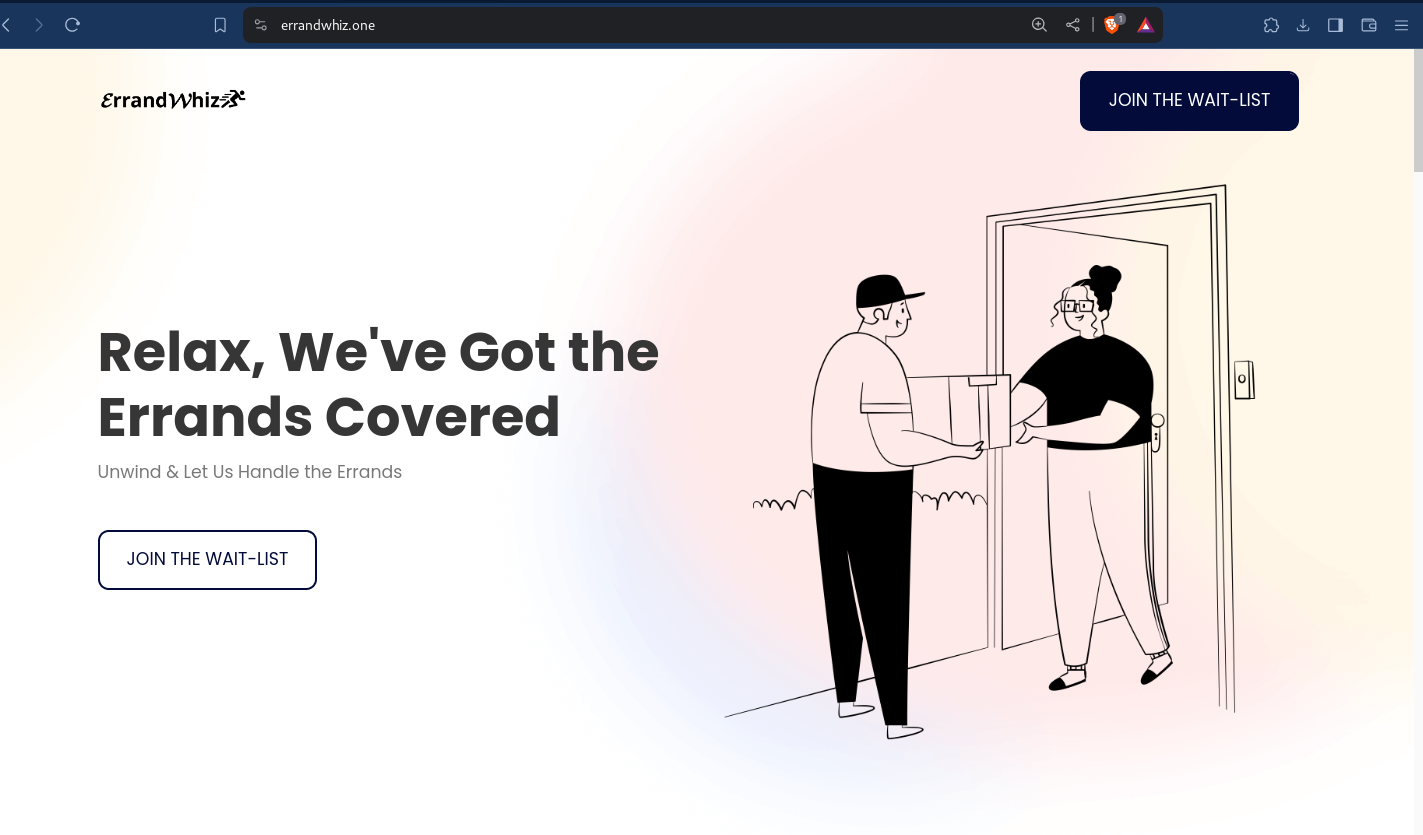 errandwhiz.one
1
ErrandWhiz
JOIN THE WAIT-LIST
Relax, We've Got the
Errands Covered
Unwind & Let Us Handle the Errands
JOIN THE WAIT-LIST